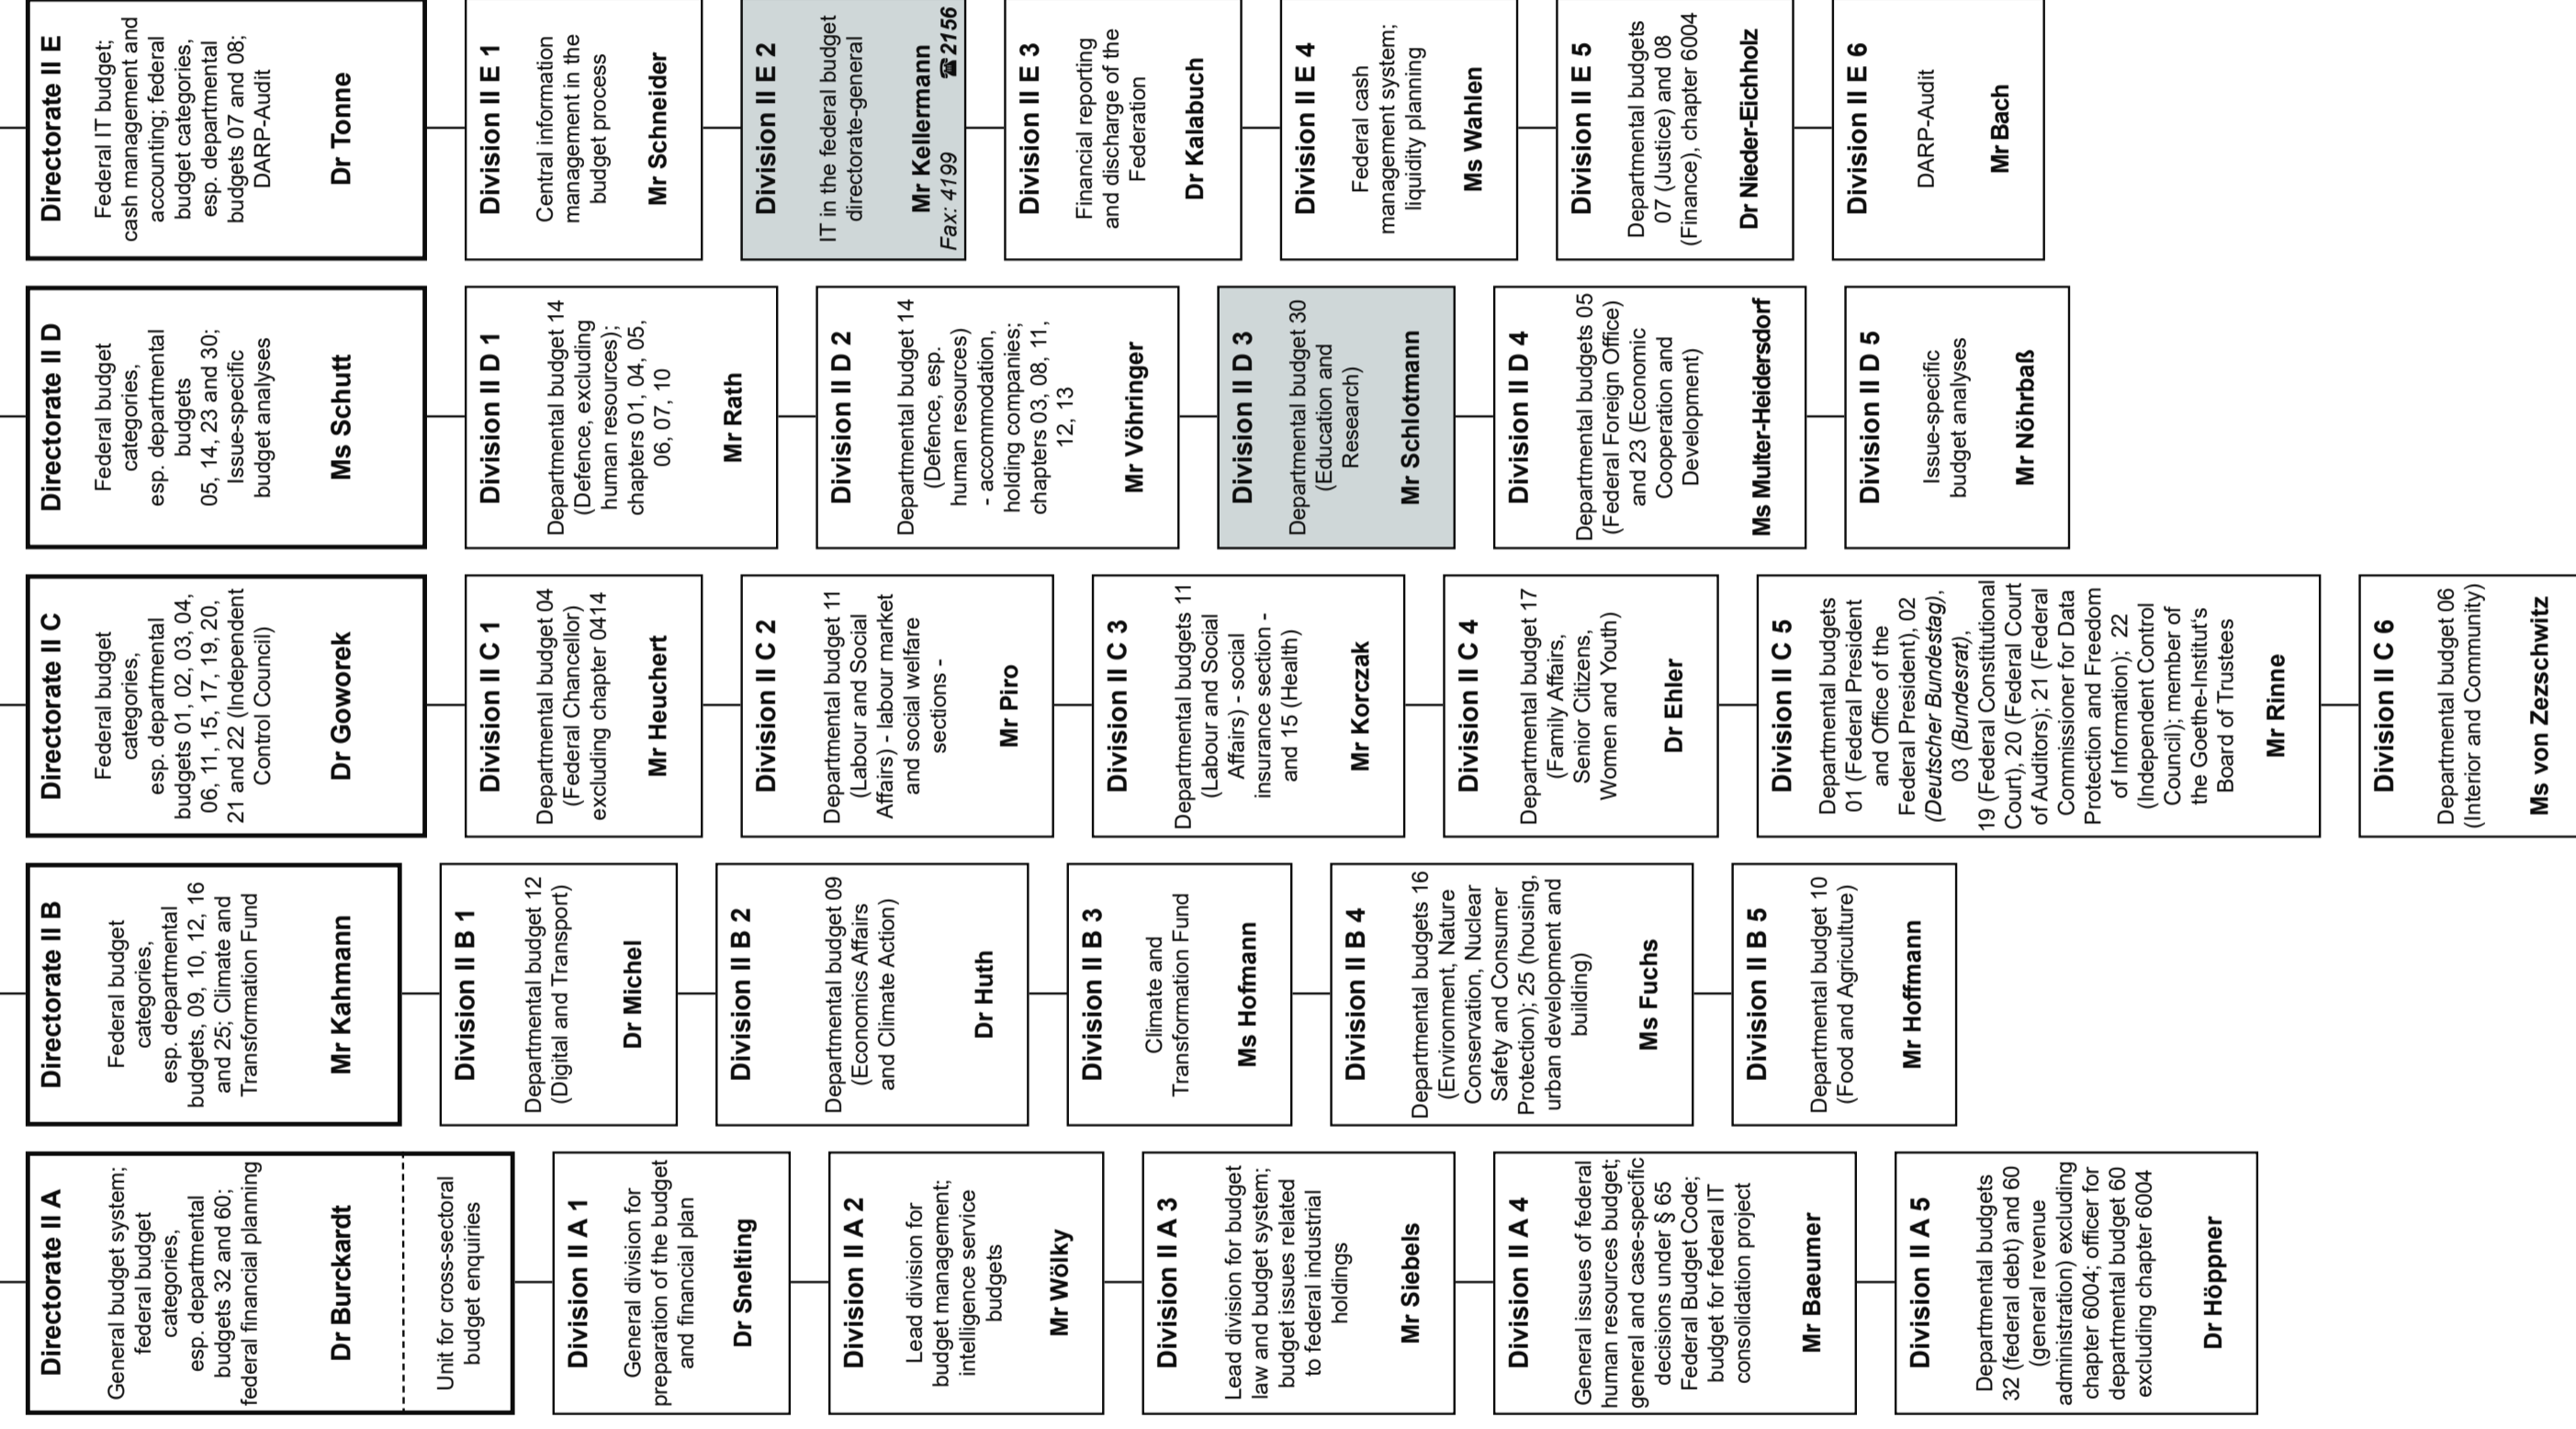 Directorate II A
General budget system;
federal budget
categories,
esp. departmental
budgets 32 and 60;
federal financial planning
Dr Burckardt
Unit for cross-sectoral
budget enquiries
Division II A 1
General division for
preparation of the budget
and financial plan
Dr Snelting
Division II A 2
Lead division for
budget management;
intelligence service
budgets
Mr Wölky
Division II A 3
Lead division for budget
law and budget system;
budget issues related
to federal industrial
holdings
Mr Siebels
Division II A 4
General issues of federal
human resources budget;
general and case-specific
decisions under § 65
Federal Budget Code;
budget for federal IT
consolidation project
Mr Baeumer
Division II A 5
Departmental budgets
32 (federal debt) and 60
(general revenue
administration) excluding
chapter 6004; officer for
departmental budget 60
excluding chapter 6004
Dr Höppner
Directorate II B
Federal budget
categories,
esp. departmental
budgets, 09, 10, 12, 16
and 25; Climate and
Transformation Fund
Mr Kahmann
Division II B 1
Departmental budget 12
(Digital and Transport)
Dr Michel
Division II B 2
Departmental budget 09
(Economics Affairs
and Climate Action)
Dr Huth
Division II B 3
Climate and
Transformation Fund
Ms Hofmann
Division II B 4
Departmental budgets 16
(Environment, Nature
Conservation, Nuclear
Safety and Consumer
Protection); 25 (housing,
urban development and
building)
Ms Fuchs
Division II B 5
Departmental budget 10
(Food and Agriculture)
Mr Hoffmann
Directorate II C
Federal budget
categories,
esp. departmental
budgets 01, 02, 03, 04,
06, 11, 15, 17, 19, 20,
21 and 22 (Independent
Control Council)
Dr Goworek
Division II C 1
Departmental budget 04
(Federal Chancellor)
excluding chapter 0414
Mr Heuchert
Division II C 2
Departmental budget 11
(Labour and Social
Affairs) - labour market
and social welfare
sections -
Mr Piro
Division II C 3
Departmental budgets 11
(Labour and Social
Affairs) - social
insurance section -
and 15 (Health)
Mr Korczak
Division II C 4
Departmental budget 17
(Family Affairs,
Senior Citizens,
Women and Youth)
Dr Ehler
Division II C 5
Departmental budgets
01 (Federal President
and Office of the
Federal President), 02
(Deutscher Bundestag),
03 (Bundesrat),
19 (Federal Constitutional
Court), 20 (Federal Court
of Auditors); 21 (Federal
Commissioner for Data
Protection and Freedom
of Information); 22
(Independent Control
Council); member of
the Goethe-Institut's
Board of Trustees
Mr Rinne
Division II C 6
Departmental budget 06
(Interior and Community)
Ms von Zezschwitz
Directorate II D
Federal budget
categories,
esp. departmental
budgets
05, 14, 23 and 30;
Issue-specific
budget analyses
Ms Schutt
Division II D 1
Departmental budget 14
(Defence, excluding
human resources);
chapters 01, 04, 05,
06, 07, 10
Mr Rath
Division II D 2
Departmental budget 14
(Defence, esp.
human resources)
- accommodation,
holding companies;
chapters 03, 08, 11,
12, 13
Mr Vöhringer
Division II D 3
Departmental budget 30
(Education and
Research)
Mr Schlotmann
Division II D 4
Departmental budgets 05
(Federal Foreign Office)
and 23 (Economic
Cooperation and
Development)
Ms Multer-Heidersdorf
Division II D 5
Issue-specific
budget analyses
Mr Nöhrbaß
Directorate II E
Federal IT budget;
cash management and
accounting; federal
budget categories,
esp. departmental
budgets 07 and 08;
DARP-Audit
Dr Tonne
Division II E 1
Central information
management in the
budget process
Mr Schneider
Division II E 2
IT in the federal budget
directorate-general
Mr Kellermann
Fax: 4199 ☎2156
Division II E 3
Financial reporting
and discharge of the
Federation
Dr Kalabuch
Division II E 4
Federal cash
management system;
liquidity planning
Ms Wahlen
Division II E 5
Departmental budgets
07 (Justice) and 08
(Finance), chapter 6004
Dr Nieder-Eichholz
Division II E 6
DARP-Audit
Mr Bach